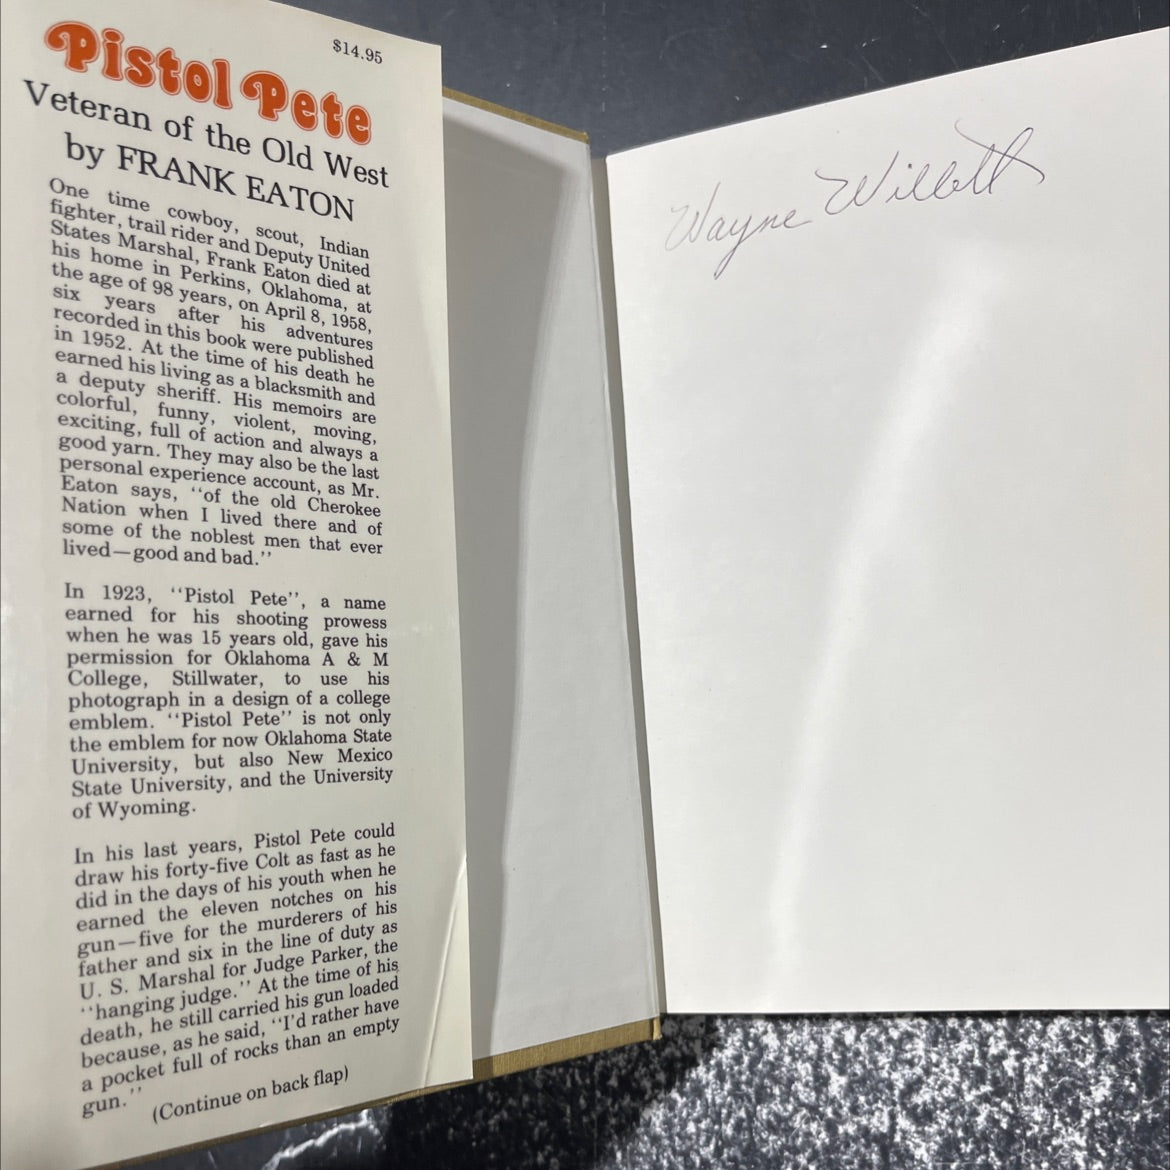 $14.95
Pistol Pete
Veteran of the Old West
by FRANK EATON
One time cowboy, scout, Indian
fighter, trail rider and Deputy United
States Marshal, Frank Eaton died at
his home in Perkins, Oklahoma, at
the age of 98 years, on April 8, 1958,
six years after his adventures
recorded in this book were published
in 1952. At the time of his death he
earned his living as a blacksmith and
a deputy sheriff. His memoirs are
colorful, funny, violent, moving,
exciting, full of action and always a
good yarn. They may also be the last
personal experience account, as Mr.
Eaton says, ‘‘of the old Cherokee
Nation when I lived there and of
some of the noblest men that ever
lived—good and bad.’’
In 1923, ‘‘Pistol Pete’’, a name
earned for his shooting prowess
when he was 15 years old, gave his
permission for Oklahoma A & M
College, Stillwater, to use his
photograph in a design of a college
emblem. ‘‘Pistol Pete’’ is not only
the emblem for now Oklahoma State
University, but also New Mexico
State University, and the University
of Wyoming.
In his last years, Pistol Pete could
draw his forty-five Colt as fast as he
did in the days of his youth when he
earned the eleven notches on his
gun—five for the murderers of his
father and six in the line of duty as
U. S. Marshal for Judge Parker, the
‘‘hanging judge.’’ At the time of his
death, he still carried his gun loaded
because, as he said, ‘‘I’d rather have
a pocket full of rocks than an empty
gun.’’
(Continue on back flap)
Wayne